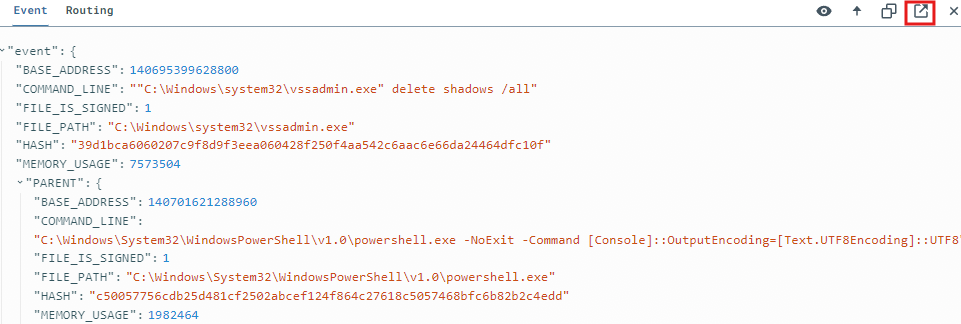 Event Routing
"event": {
"BASE_ADDRESS": 140695399628800
"COMMAND_LINE": ""C:\Windows\system32\vssadmin.exe" delete shadows /all"
"FILE_IS_SIGNED": 1
"FILE_PATH": "C:\Windows\system32\vssadmin.exe"
"HASH": "39d1bca6060207c9f8d9f3eea060428f250f4aa542c6aac6e66da24464dfc10f"
"MEMORY_USAGE": 7573504
"PARENT": {
"BASE_ADDRESS": 140701621288960
"COMMAND_LINE":
"C:\Windows\System32\WindowsPowerShell\v1.0\powershell.exe -NoExit -Command [Console]::OutputEncoding=[Text.UTF8Encoding]::UTF8
"FILE_IS_SIGNED": 1
"FILE_PATH": "C:\Windows\System32\WindowsPowerShell\v1.0\powershell.exe"
"HASH": "c50057756cdb25d481cf2502abcef124f864c27618c5057468bfc6b82b2c4edd"
"MEMORY_USAGE": 1982464